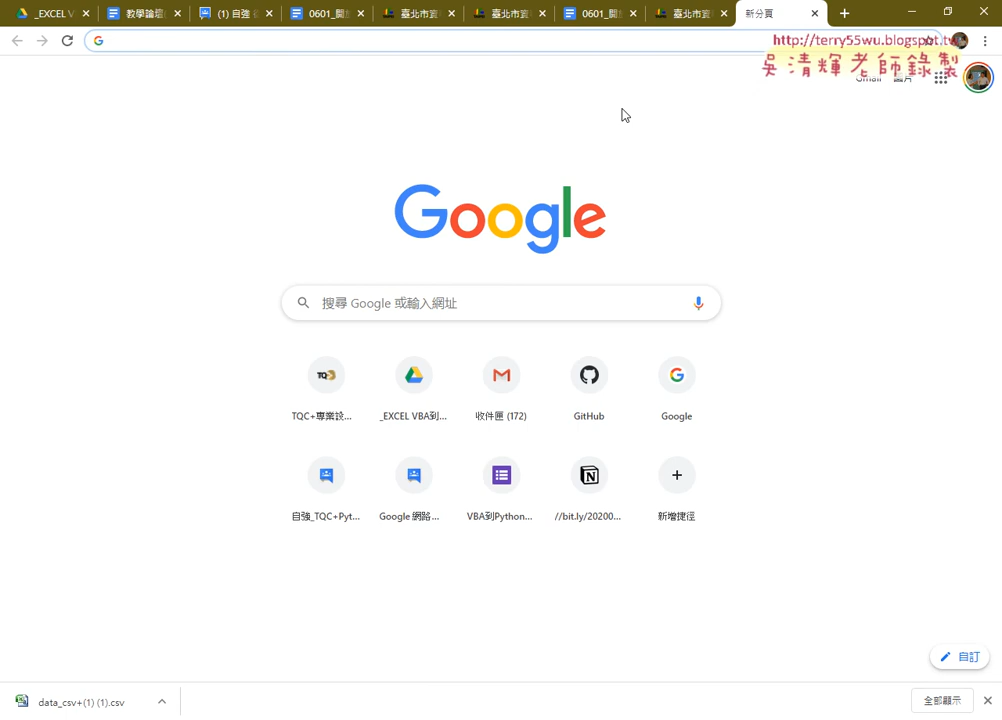 _EXCEL V
教學論壇
(1) 自強
0601_開
臺北市資
臺北市資
0601_開
臺北市資
新分頁
http://terry55wu.blogspot.tw
吳清輝老師錄製
Gmail 圖片
Google
搜尋 Google 或輸入網址
TQC+專業設... _EXCEL VBA到... 收件匣 (172) GitHub Google
自強_TQC+Pyt... Google 網路... VBA到Python... //bit.ly/20200... 新增捷徑
自訂
data_csv+(1) (1).csv
全部顯示